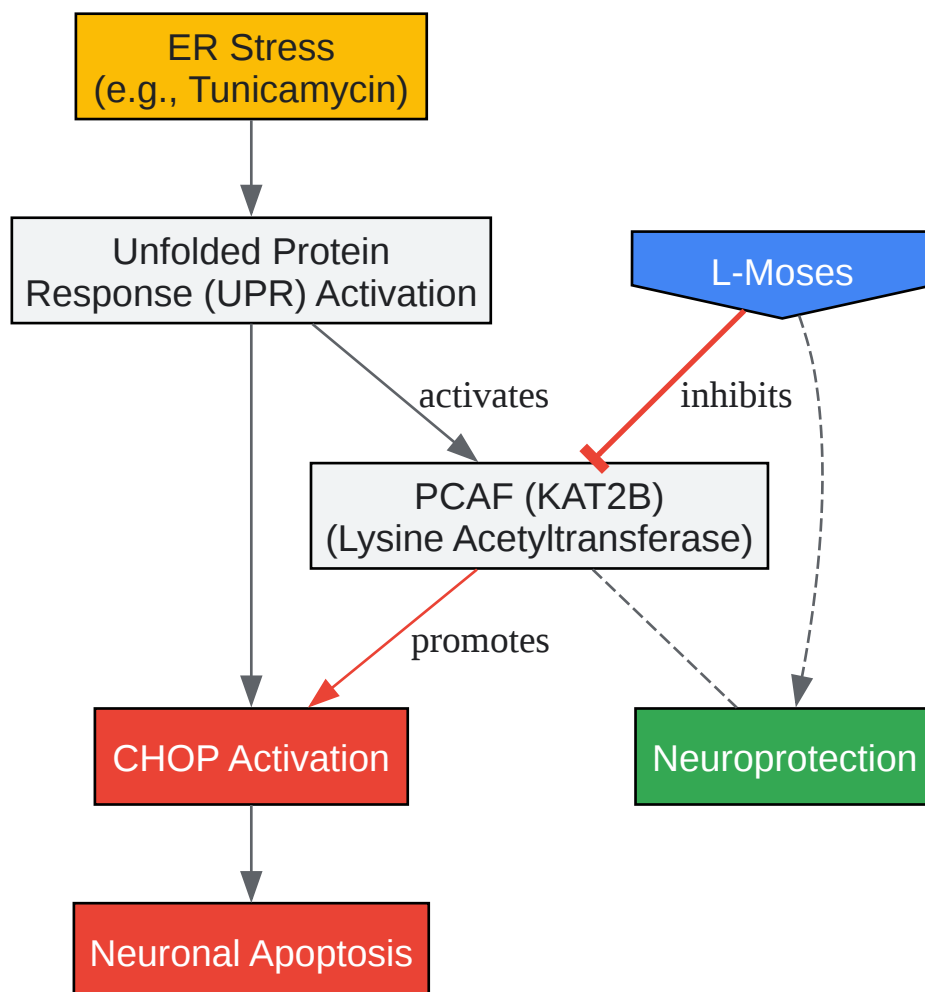 ER Stress
(e.g., Tunicamycin)
Unfolded Protein
Response (UPR) Activation
L-Moses
activates
inhibits
PCAF (KAT2B)
(Lysine Acetyltransferase)
promotes
CHOP Activation
Neuroprotection
Neuronal Apoptosis